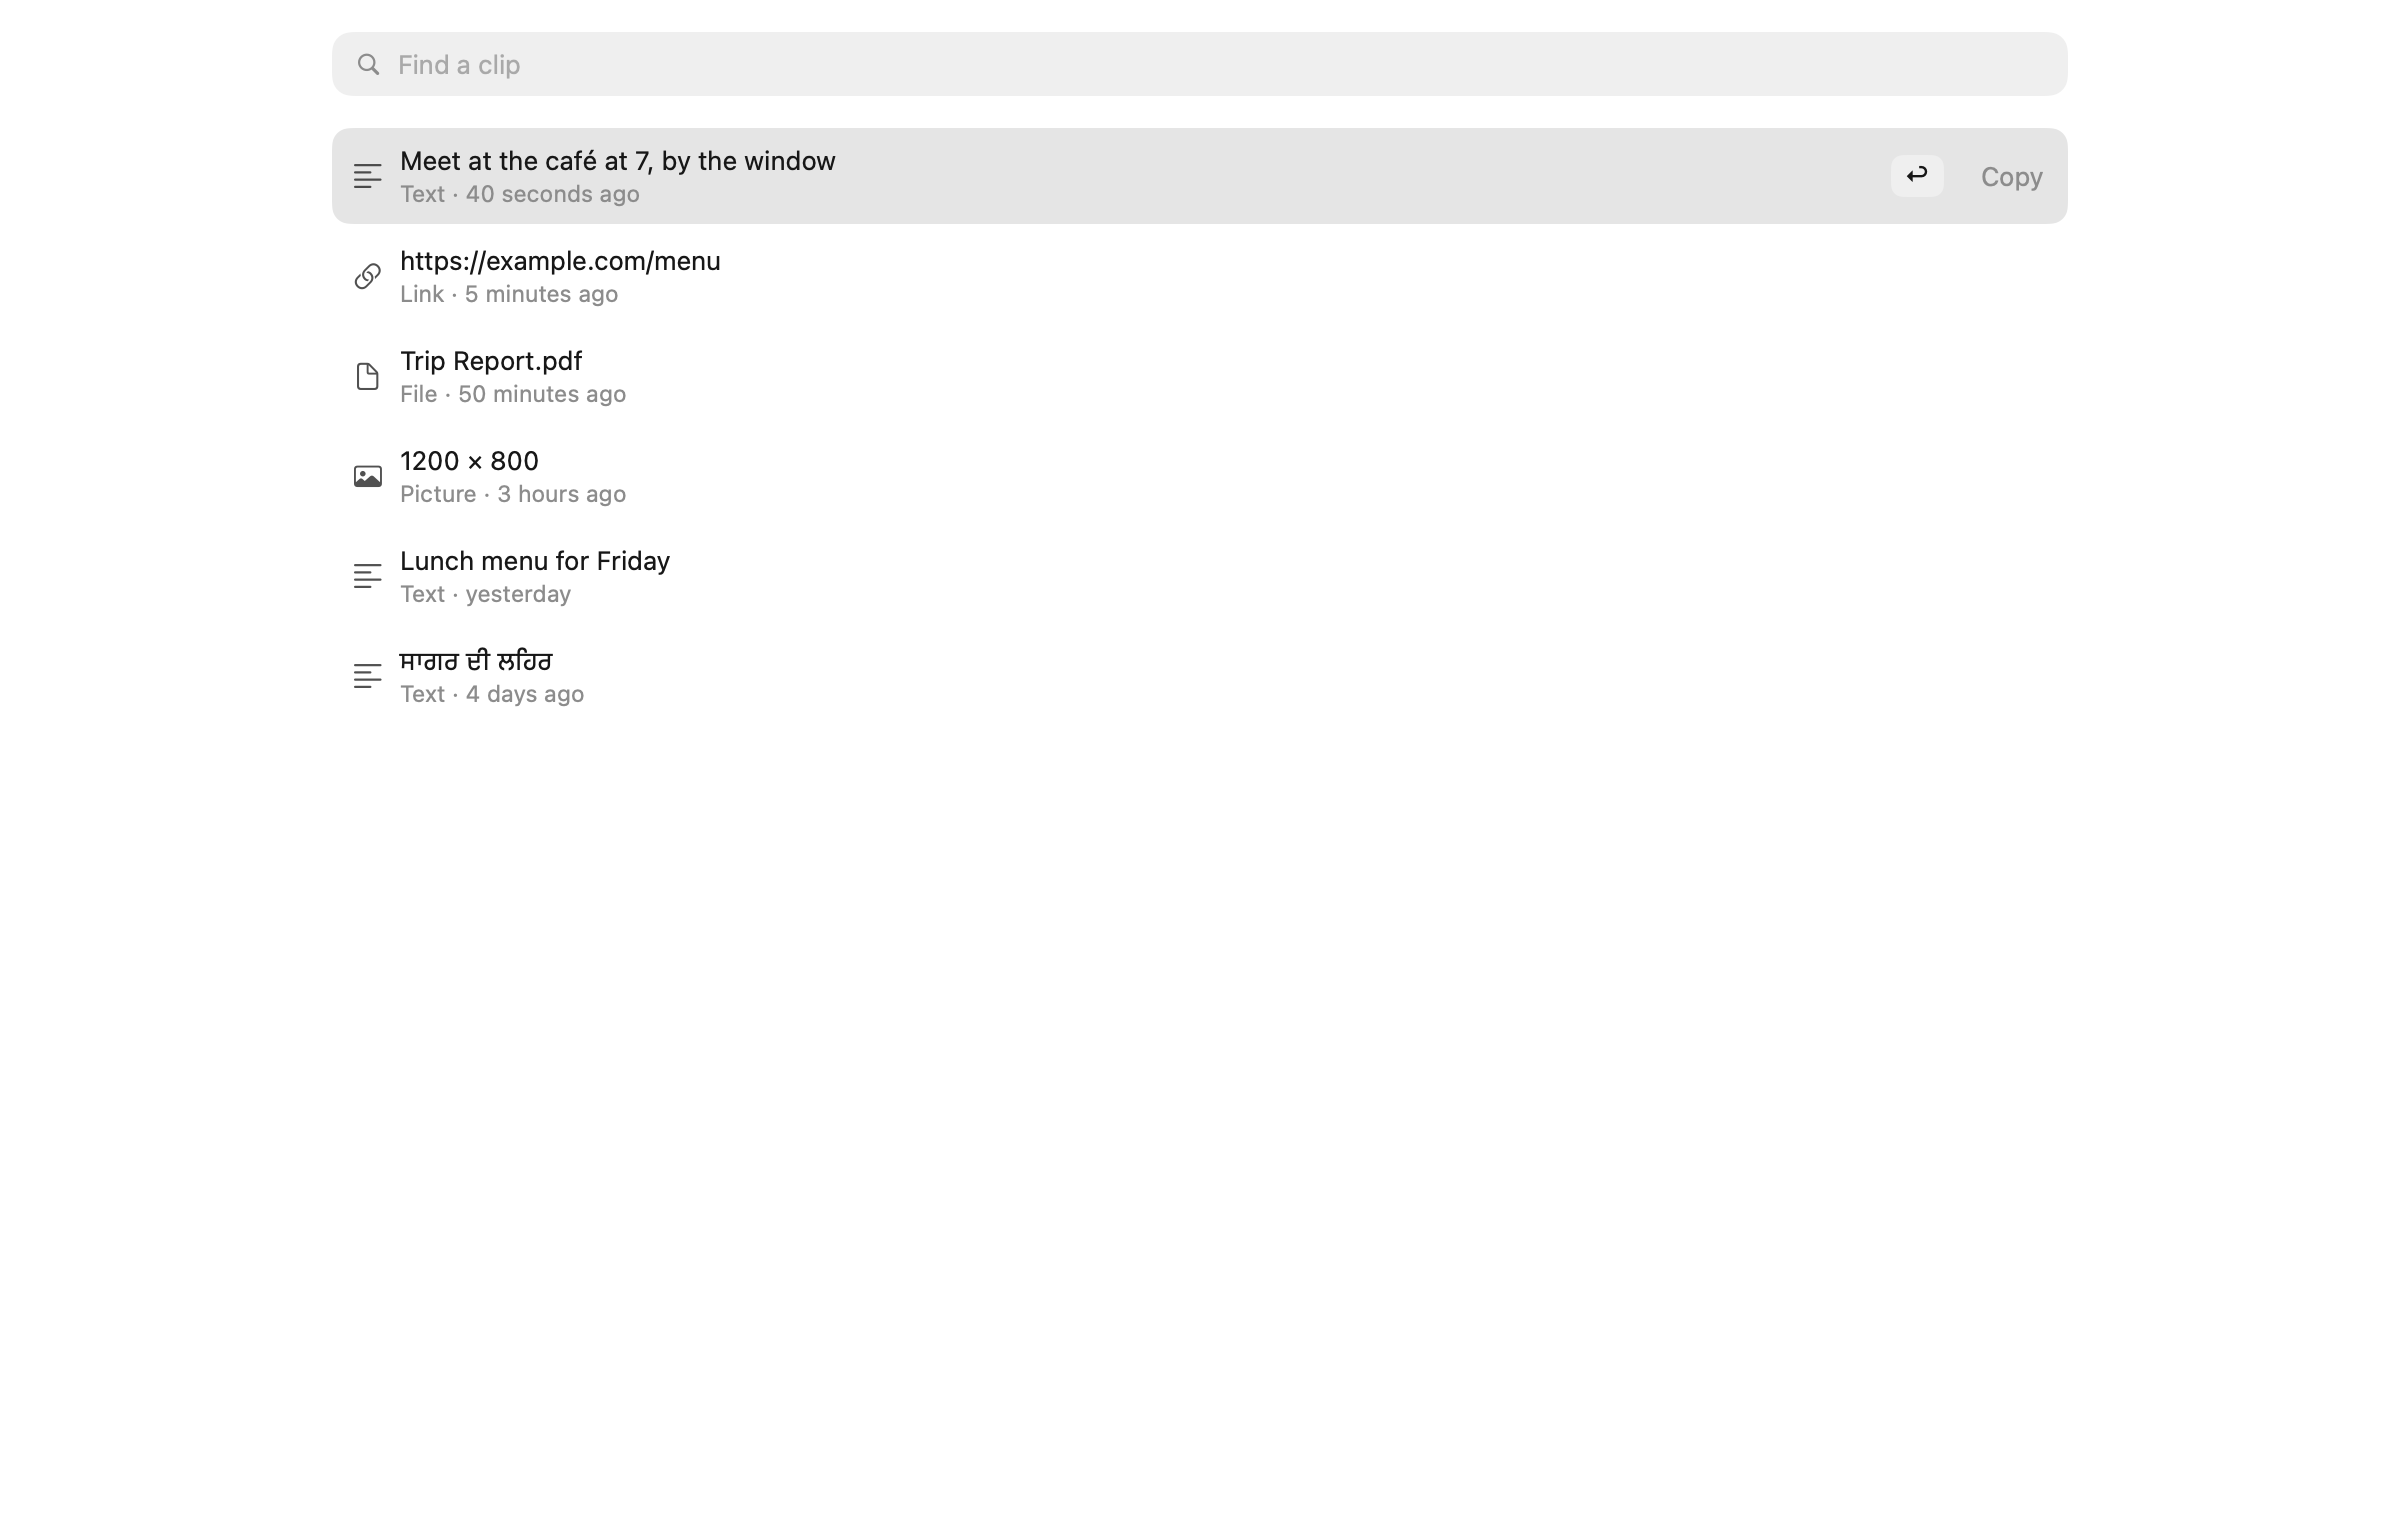 Find a clip
Meet at the café at 7, by the window
Text · 40 seconds ago
Copy
https://example.com/menu
Link · 5 minutes ago
Trip Report.pdf
File · 50 minutes ago
1200 × 800
Picture · 3 hours ago
Lunch menu for Friday
Text · yesterday
ਸਾਗਰ ਦੀ ਲਹਿਰ
Text · 4 days ago